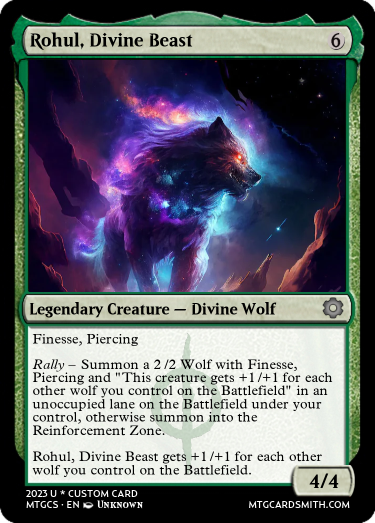 Rohul, Divine Beast 6
Legendary Creature — Divine Wolf
Finesse, Piercing
Rally – Summon a 2/2 Wolf with Finesse,
Piercing and "This creature gets +1/+1 for each
other wolf you control on the Battlefield" in an
unoccupied lane on the Battlefield under your
control, otherwise summon into the
Reinforcement Zone.
Rohul, Divine Beast gets +1/+1 for each other
wolf you control on the Battlefield.
4/4
2023 U * CUSTOM CARD
MTGCS · EN Unknown
MTGCARDSMITH.COM